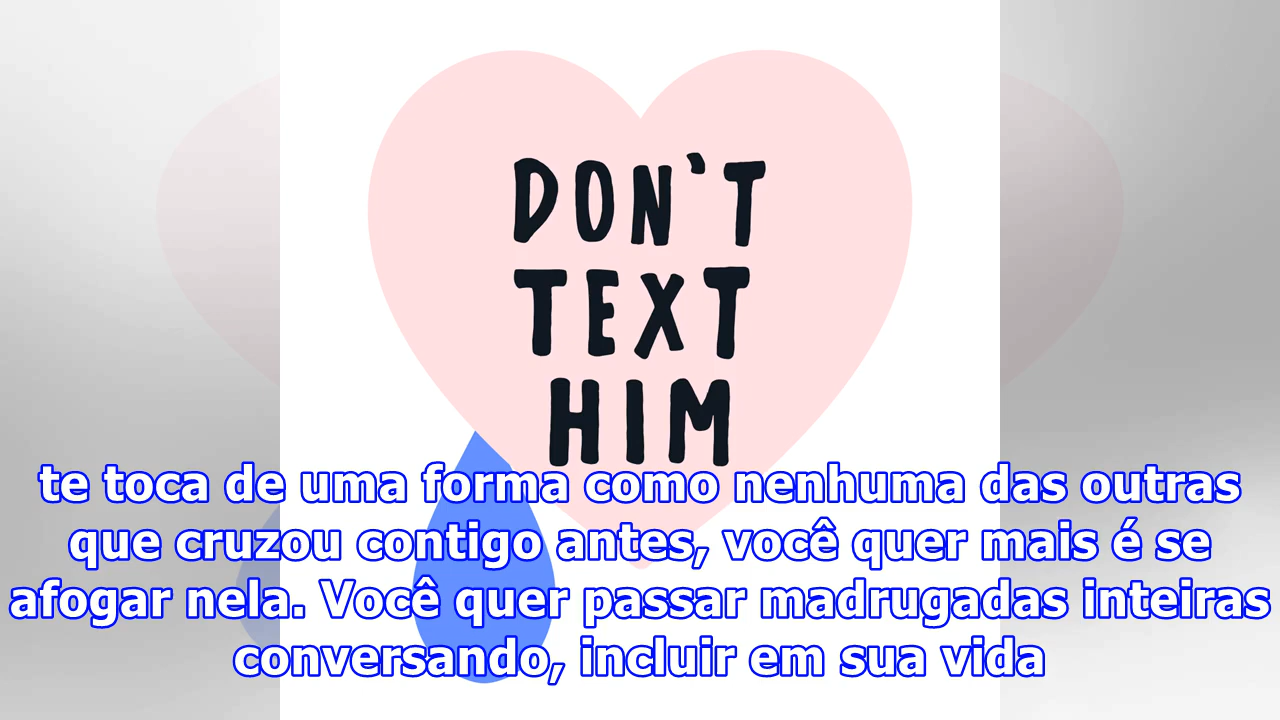 DON'T
TEXT
HIM
te toca de uma forma como nenhuma das outras
que cruzou contigo antes, você quer mais é se
afogar nela. Você quer passar madrugadas inteiras
conversando, incluir em sua vida